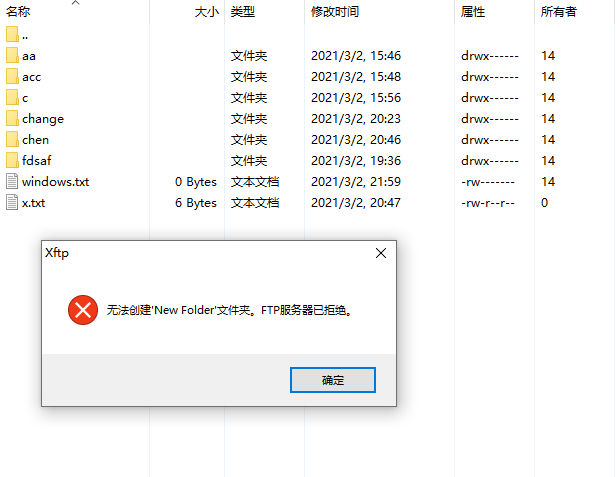 名称 大小 类型 修改时间 属性 所有者
..
aa 文件夹 2021/3/2, 15:46 drwx------ 14
acc 文件夹 2021/3/2, 15:48 drwx------ 14
c 文件夹 2021/3/2, 15:56 drwx------ 14
change 文件夹 2021/3/2, 20:23 drwx------ 14
chen 文件夹 2021/3/2, 20:46 drwx------ 14
fdsaf 文件夹 2021/3/2, 19:36 drwx------ 14
windows.txt 0 Bytes 文本文档 2021/3/2, 21:59 -rw------- 14
x.txt 6 Bytes 文本文档 2021/3/2, 20:47 -rw-r--r-- 0
Xftp
无法创建'New Folder'文件夹。FTP服务器已拒绝。
确定